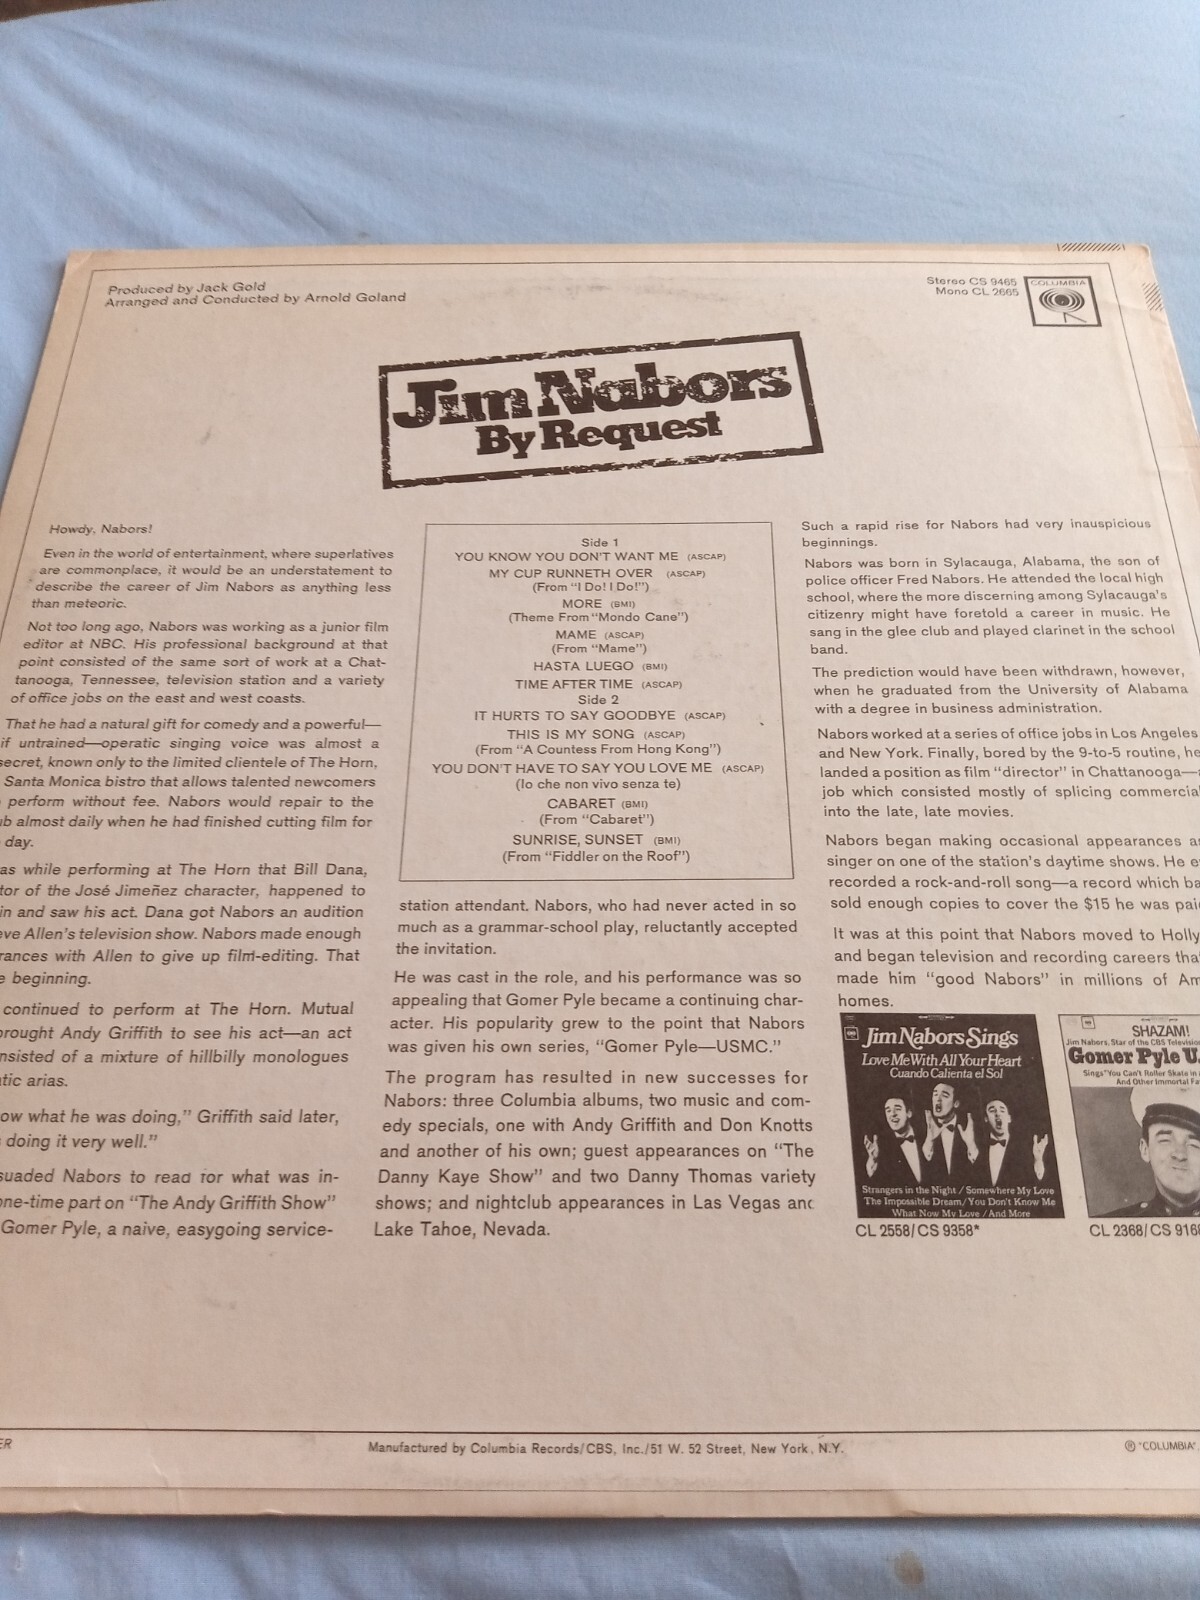 Produced by Jack Gold
Arranged and Conducted by Arnold Goland
Stereo CS 9465
Mono CL 2665
COLUMBIA
Jim Nabors
By Request
Howdy, Nabors!
Even in the world of entertainment, where superlatives
are commonplace, it would be an understatement to
describe the career of Jim Nabors as anything less
than meteoric.
Not too long ago, Nabors was working as a junior film
editor at NBC. His professional background at that
point consisted of the same sort of work at a Chat-
tanooga, Tennessee, television station and a variety
of office jobs on the east and west coasts.
That he had a natural gift for comedy and a powerful—
if untrained—operatic singing voice was almost a
secret, known only to the limited clientele of The Horn,
Santa Monica bistro that allows talented newcomers
perform without fee. Nabors would repair to the
almost daily when he had finished cutting film for
day.
while performing at The Horn that Bill Dana,
of the José Jimeñez character, happened to
in and saw his act. Dana got Nabors an audition
Allen's television show. Nabors made enough
with Allen to give up film-editing. That
beginning.
continued to perform at The Horn. Mutual
brought Andy Griffith to see his act—an act
of a mixture of hillbilly monologues
arias.
what he was doing," Griffith said later,
doing it very well."
Nabors to read for what was in-
one-time part on "The Andy Griffith Show"
Gomer Pyle, a naive, easygoing service-
Side 1
YOU KNOW YOU DON'T WANT ME (ASCAP)
MY CUP RUNNETH OVER (ASCAP)
(From "I Do! I Do!")
MORE (BMI)
(Theme From "Mondo Cane")
MAME (ASCAP)
(From "Mame")
HASTA LUEGO (BMI)
TIME AFTER TIME (ASCAP)
Side 2
IT HURTS TO SAY GOODBYE (ASCAP)
THIS IS MY SONG (ASCAP)
(From "A Countess From Hong Kong")
YOU DON'T HAVE TO SAY YOU LOVE ME (ASCAP)
(Io che non vivo senza te)
CABARET (BMI)
(From "Cabaret")
SUNRISE, SUNSET (BMI)
(From "Fiddler on the Roof")
station attendant. Nabors, who had never acted in so
much as a grammar-school play, reluctantly accepted
the invitation.
He was cast in the role, and his performance was so
appealing that Gomer Pyle became a continuing char-
acter. His popularity grew to the point that Nabors
was given his own series, "Gomer Pyle—USMC."
The program has resulted in new successes for
Nabors: three Columbia albums, two music and com-
edy specials, one with Andy Griffith and Don Knotts
and another of his own; guest appearances on "The
Danny Kaye Show" and two Danny Thomas variety
shows; and nightclub appearances in Las Vegas and
Lake Tahoe, Nevada.
Such a rapid rise for Nabors had very inauspicious
beginnings.
Nabors was born in Sylacauga, Alabama, the son of
police officer Fred Nabors. He attended the local high
school, where the more discerning among Sylacauga's
citizenry might have foretold a career in music. He
sang in the glee club and played clarinet in the school
band.
The prediction would have been withdrawn, however,
when he graduated from the University of Alabama
with a degree in business administration.
Nabors worked at a series of office jobs in Los Angeles
and New York. Finally, bored by the 9-to-5 routine, he
landed a position as film "director" in Chattanooga—
job which consisted mostly of splicing commercial
into the late, late movies.
Nabors began making occasional appearances
singer on one of the station's daytime shows. He
recorded a rock-and-roll song—a record which
sold enough copies to cover the $15 he was
It was at this point that Nabors moved to
and began television and recording careers
made him "good Nabors" in millions of
homes.
Jim Nabors Sings
Love Me With All Your Heart
Cuando Calienta el Sol
Strangers in the Night / Somewhere My Love
The Impossible Dream / You Don't Know Me
What Now My Love / And More
CL 2558/CS 9358*
SHAZAM!
Jim Nabors, Star of the CBS
Gomer Pyle U.
Sings "You Can't Roller Skate in
And Other Immortal
CL 2368/CS 916
Manufactured by Columbia Records/CBS, Inc./51 W. 52 Street, New York, N.Y.
® "COLUMBIA",